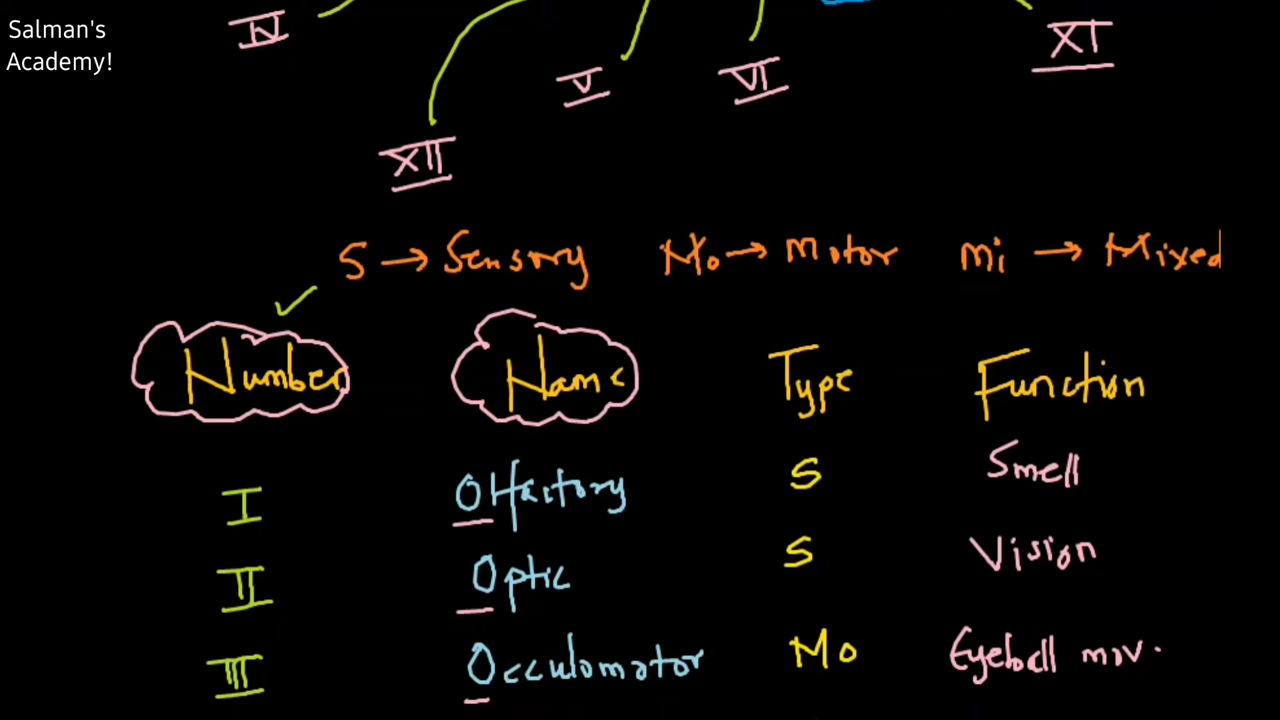 Salman's
Academy!
IV
XI
V
VI
XII
S → Sensory Mo → Motor Mi → Mixed
Number Name Type Function
I Olfactory S Smell
II Optic S Vision
III Occulomotor Mo Eyeball mov.